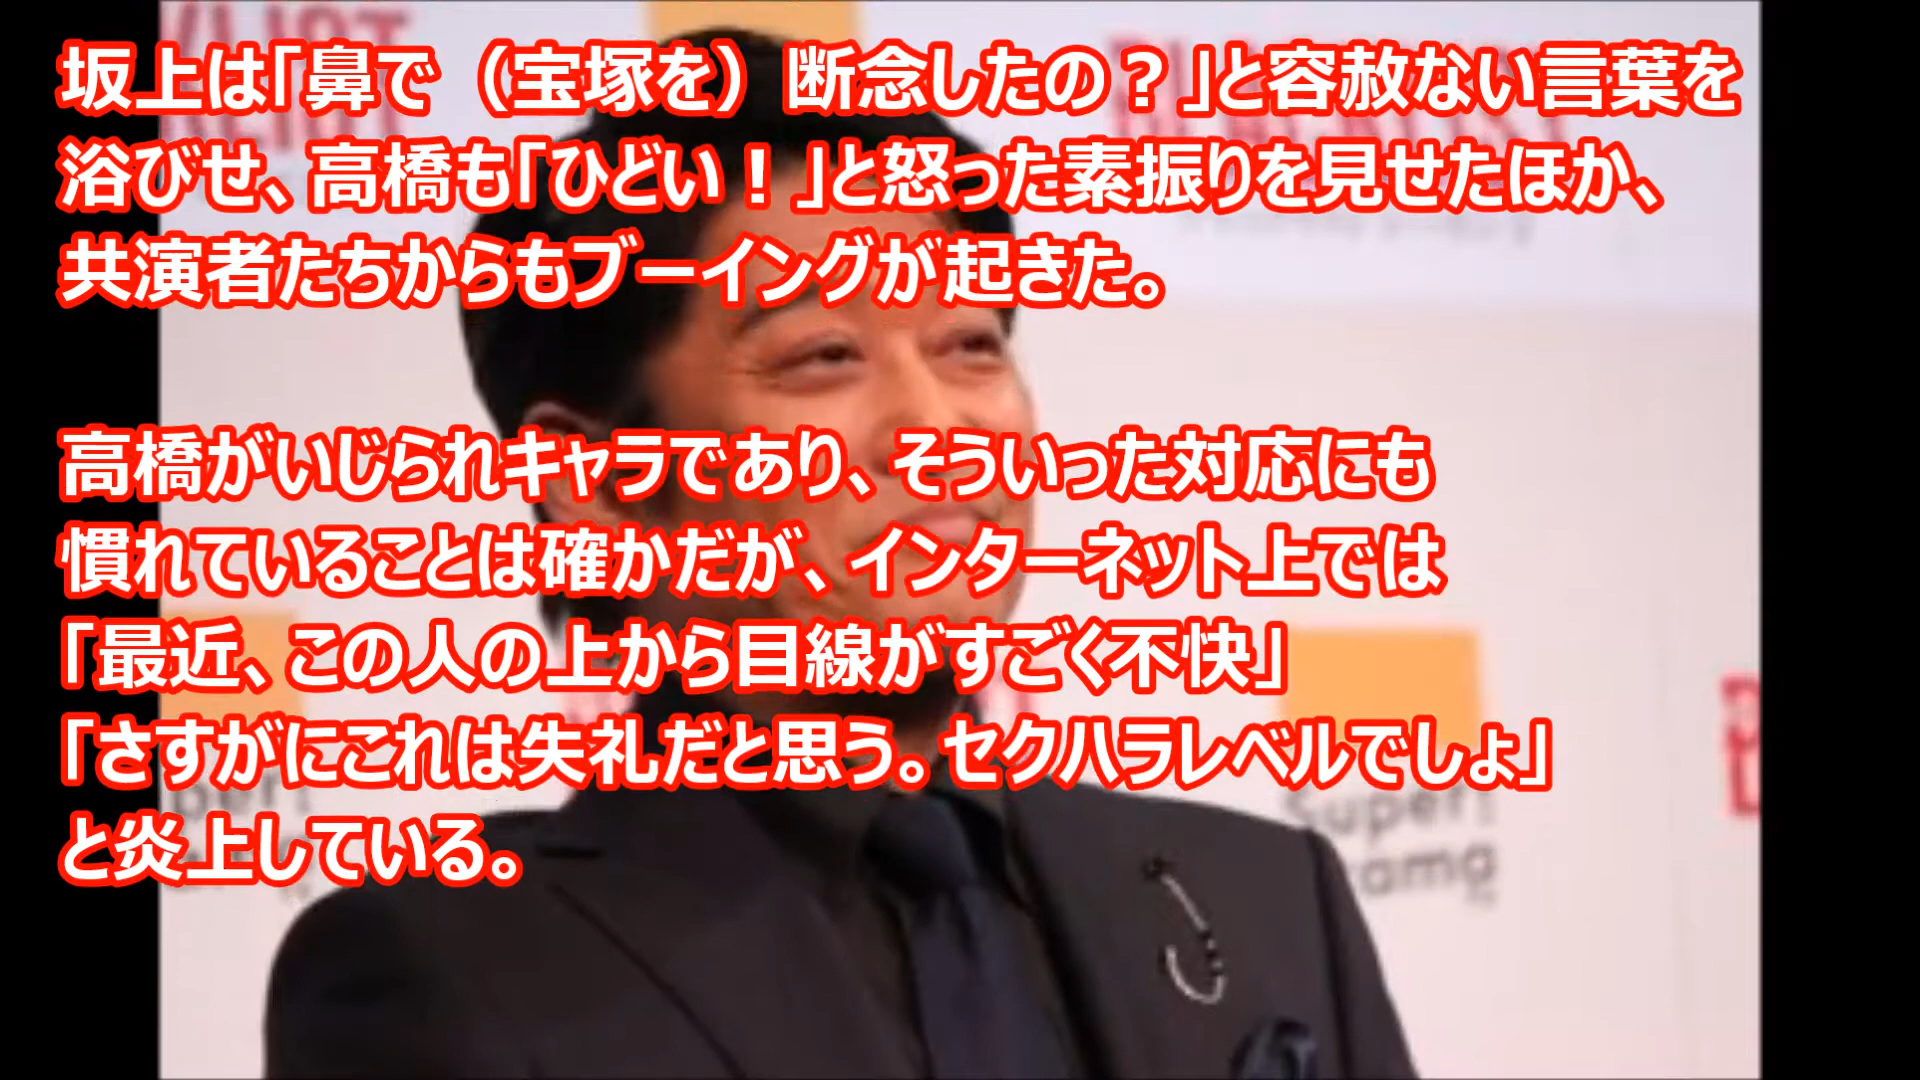 坂上は「鼻で（宝塚を）断念したの？」と容赦ない言葉を
浴びせ、高橋も「ひどい！」と怒った素振りを見せたほか、
共演者たちからもブーイングが起きた。
高橋がいじられキャラであり、そういった対応にも
慣れていることは確かだが、インターネット上では
「最近、この人の上から目線がすごく不快」
「さすがにこれは失礼だと思う。セクハラレベルでしょ」
と炎上している。
Super!